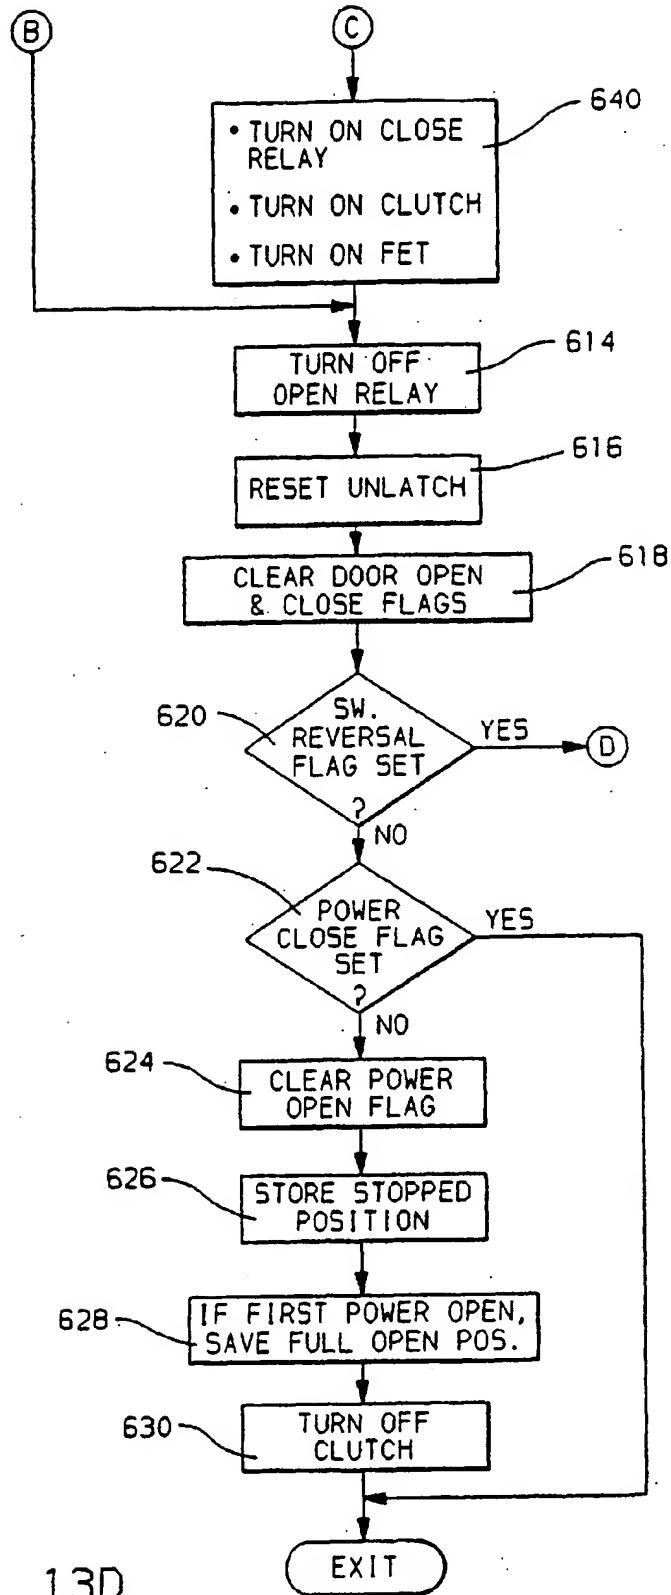 B
C
640
• TURN ON CLOSE
RELAY
• TURN ON CLUTCH
• TURN ON FET
614
TURN OFF
OPEN RELAY
616
RESET UNLATCH
618
CLEAR DOOR OPEN
& CLOSE FLAGS
620
SW.
REVERSAL
FLAG SET
?
YES
D
NO
622
POWER
CLOSE FLAG
SET
?
YES
NO
624
CLEAR POWER
OPEN FLAG
626
STORE STOPPED
POSITION
628
IF FIRST POWER OPEN,
SAVE FULL OPEN POS.
630
TURN OFF
CLUTCH
EXIT
13D